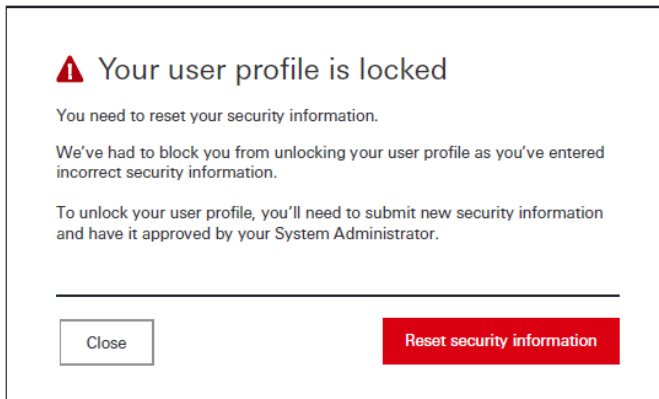 Your user profile is locked
You need to reset your security information.
We've had to block you from unlocking your user profile as you've entered
incorrect security information.
To unlock your user profile, you'll need to submit new security information
and have it approved by your System Administrator.
Close
Reset security information